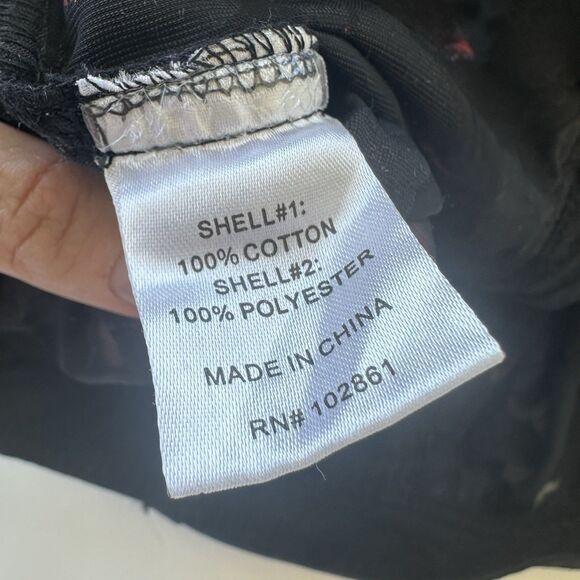 SHELL#1:
100% COTTON
SHELL#2:
100% POLYESTER
MADE IN CHINA
RN# 102861